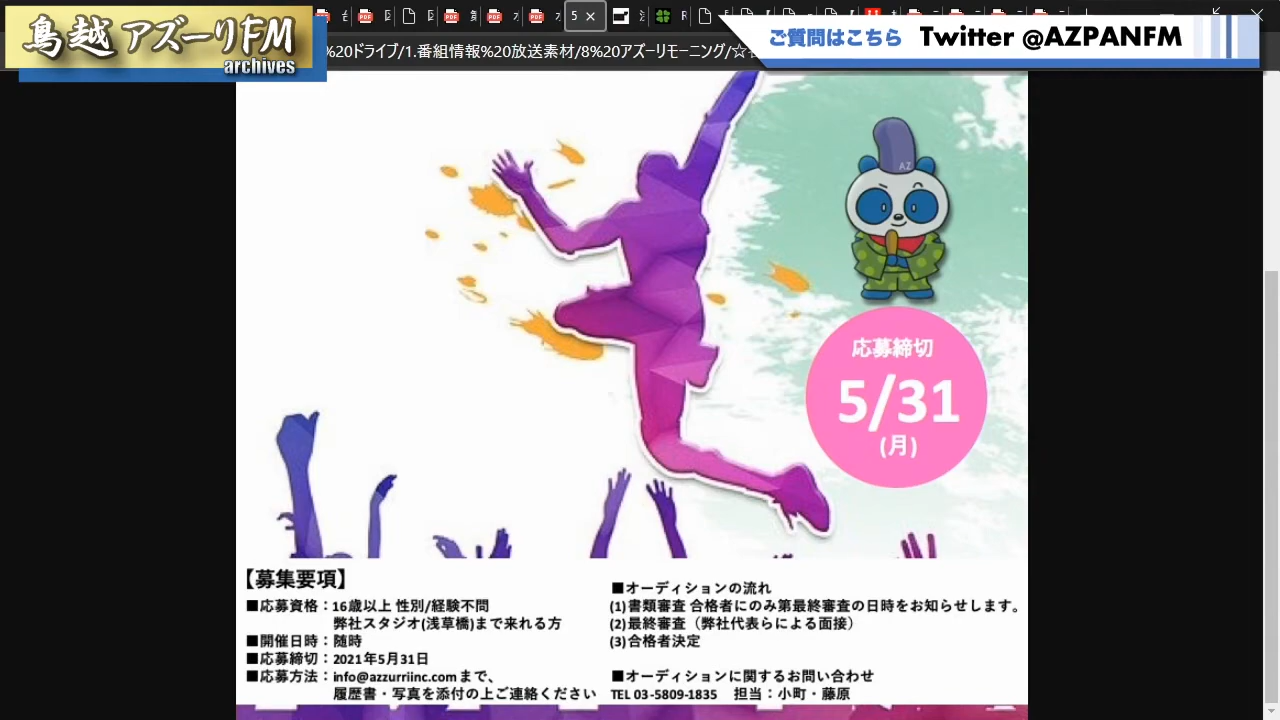 鳥越アズーリFM
archives
5
%20ドライブ/1.番組情報%20放送素材/8%20アズーリモーニング/☆
ご質問はこちら Twitter @AZPANFM
AZ
応募締切
5/31
(月)
【募集要項】
■応募資格：16歳以上 性別/経験不問
弊社スタジオ(浅草橋)まで来れる方
■開催日時：随時
■応募締切：2021年5月31日
■応募方法：info@azzurriinc.comまで、
履歴書・写真を添付の上ご連絡ください
■オーディションの流れ
(1)書類審査 合格者にのみ第最終審査の日時をお知らせします。
(2)最終審査（弊社代表らによる面接）
(3)合格者決定
■オーディションに関するお問い合わせ
TEL 03-5809-1835 担当：小町・藤原